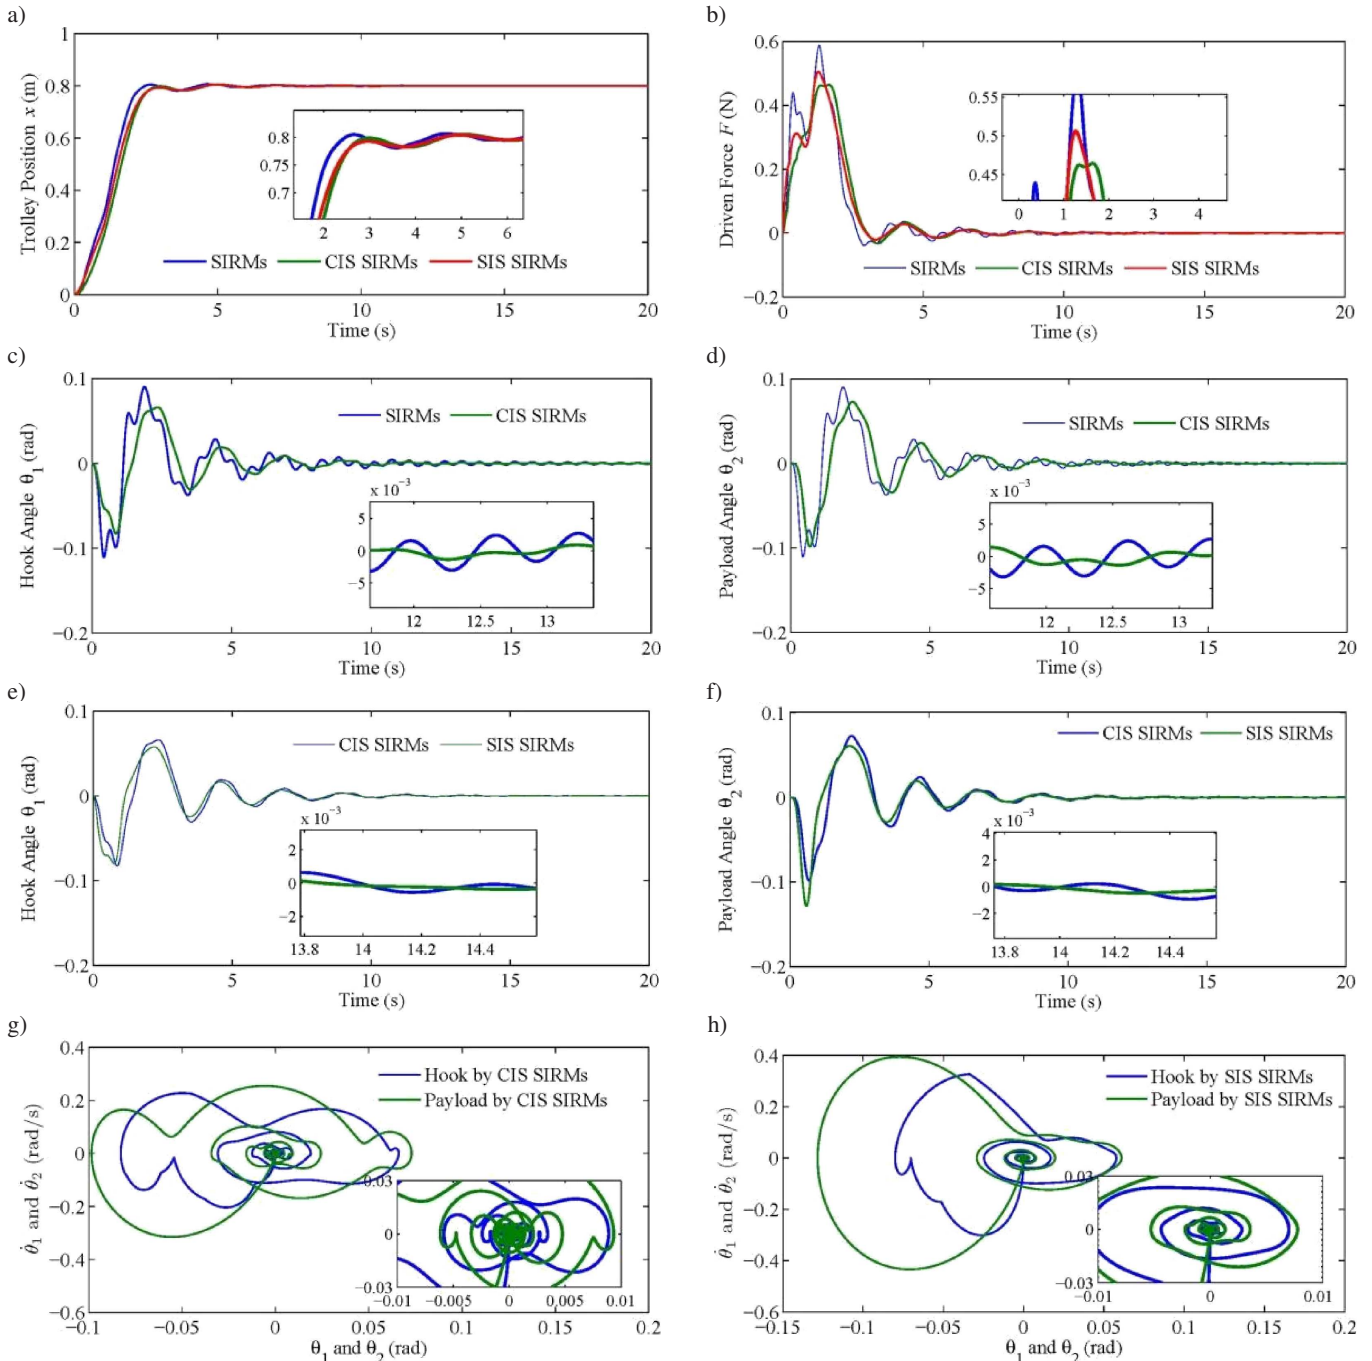 a)
Trolley Position x (m)
1
0.8
0.6
0.4
0.2
0
0.8
0.7
2 3 4 5 6
SIRMs CIS SIRMs SIS SIRMs
0 5 10 15 20
Time (s)
b)
Driven Force F (N)
0.6
0.4
0.2
0
−0.2
0.55
0.5
0.45
0 1 2 3 4
SIRMs CIS SIRMs SIS SIRMs
0 5 10 15 20
Time (s)
c)
Hook Angle θ1 (rad)
0.1
0
−0.1
−0.2
SIRMs CIS SIRMs
x 10−3
5
0
−5
12 12.5 13
0 5 10 15 20
Time (s)
d)
Payload Angle θ2 (rad)
0.1
0
−0.1
−0.2
SIRMs CIS SIRMs
x 10−3
5
0
−5
12 12.5 13
0 5 10 15 20
Time (s)
e)
Hook Angle θ1 (rad)
0.1
0
−0.1
−0.2
CIS SIRMs SIS SIRMs
x 10−3
2
0
−2
13.8 14 14.2 14.4
0 5 10 15 20
Time (s)
f)
Payload Angle θ2 (rad)
0.1
0
−0.1
−0.2
CIS SIRMs SIS SIRMs
x 10−3
4
2
0
−2
13.8 14 14.2 14.4
0 5 10 15 20
Time (s)
g)
θ̇1 and θ̇2 (rad/s)
0.4
0.2
0
−0.2
−0.4
−0.6
Hook by CIS SIRMs
Payload by CIS SIRMs
0.03
0
−0.03
−0.01 −0.005 0 0.005 0.01
−0.1 −0.05 0 0.05 0.1 0.15 0.2
θ1 and θ2 (rad)
h)
θ̇1 and θ̇2 (rad/s)
0.4
0.2
0
−0.2
−0.4
−0.6
Hook by SIS SIRMs
Payload by SIS SIRMs
0.03
0
−0.03
−0.01 0 0.01
−0.15 −0.1 −0.05 0 0.05 0.1 0.15 0.2
θ1 and θ2 (rad)